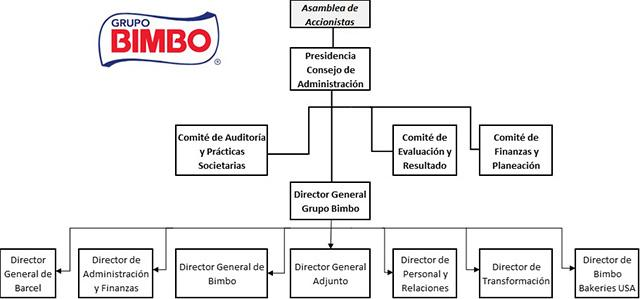 Asamblea de
Accionistas
GRUPO
BIMBO
®
Presidencia
Consejo de
Administración
Comité de Auditoría
y Prácticas
Societarias
Comité de
Evaluación y
Resultado
Comité de
Finanzas y
Planeación
Director General
Grupo Bimbo
Director
General de
Barcel
Director de
Administración
y Finanzas
Director General de
Bimbo
Director General
Adjunto
Director de
Personal y
Relaciones
Director de
Transformación
Director de
Bimbo
Bakeries USA